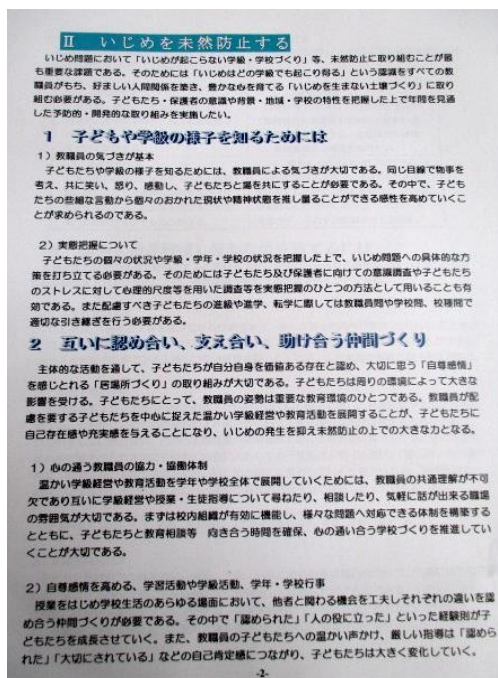 Ⅱ いじめを未然防止する
いじめ問題において「いじめが起こらない学級・学校づくり」等、未然防止に取り組むことが最
も重要な課題である。そのためには「いじめはどの学級でも起こり得る」という認識をすべての教
職員がもち、好ましい人間関係を築き、豊かな心を育てる「いじめを生まない土壌づくり」に取り
組む必要がある。子どもたち・保護者の意識や背景・地域・学校の特性を把握した上で年間を見通
した予防的・開発的な取り組みを実施したい。
1 子どもや学級の様子を知るためには
1)教職員の気づきが基本
子どもたちや学級の様子を知るためには、教職員による気づきが大切である。同じ目線で物事を
考え、共に笑い、怒り、感動し、子どもたちと場を共にすることが必要である。その中で、子ども
たちの些細な言動から個々のおかれた現状や精神状態を推し量ることができる感性を高めていくこ
とが求められるのである。
2)実態把握について
子どもたちの個々の状況や学級・学年・学校の状況を把握した上で、いじめ問題への具体的な方
策を打ち立てる必要がある。そのためには子どもたち及び保護者に向けての意識調査や子どもたち
のストレスに対して心理的尺度等を用いた調査等を実態把握のひとつの方法として用いることも有
効である。また配慮すべき子どもたちの進級や進学、転学に際しては教職員間や学校間、校種間で
適切な引き継ぎを行う必要がある。
2 互いに認め合い、支え合い、助け合う仲間づくり
主体的な活動を通して、子どもたちが自分自身を価値ある存在と認め、大切に思う「自尊感情」
を感じとれる「居場所づくり」の取り組みが大切である。子どもたちは周りの環境によって大きな
影響を受ける。子どもたちにとって、教職員の姿勢は重要な教育環境のひとつである。教職員が配
慮を要する子どもたちを中心に捉えた温かい学級経営や教育活動を展開することが、子どもたちに
自己存在感や充実感を与えることになり、いじめの発生を抑え未然防止の上での大きな力となる。
1)心の通う教職員の協力・協働体制
温かい学級経営や教育活動を学年や学校全体で展開していくためには、教職員の共通理解が不可
欠であり互いに学級経営や授業・生徒指導について尋ねたり、相談したり、気軽に話が出来る職場
の雰囲気が大切である。まずは校内組織が有効に機能し、様々な問題へ対応できる体制を構築する
とともに、子どもたちと教育相談等 向き合う時間を確保、心の通い合う学校づくりを推進してい
くことが大切である。
2)自尊感情を高める、学習活動や学級活動、学年・学校行事
授業をはじめ学校生活のあらゆる場面において、他者と関わる機会を工夫しそれぞれの違いを認
め合う仲間づくりが必要である。その中で「認められた」「人の役に立った」といった経験則が子
どもたちを成長させていく。また、教職員の子どもたちへの温かい声かけ、厳しい指導は「認めら
れた」「大切にされている」などの自己肯定感につながり、子どもたちは大きく変化していく。
-2-